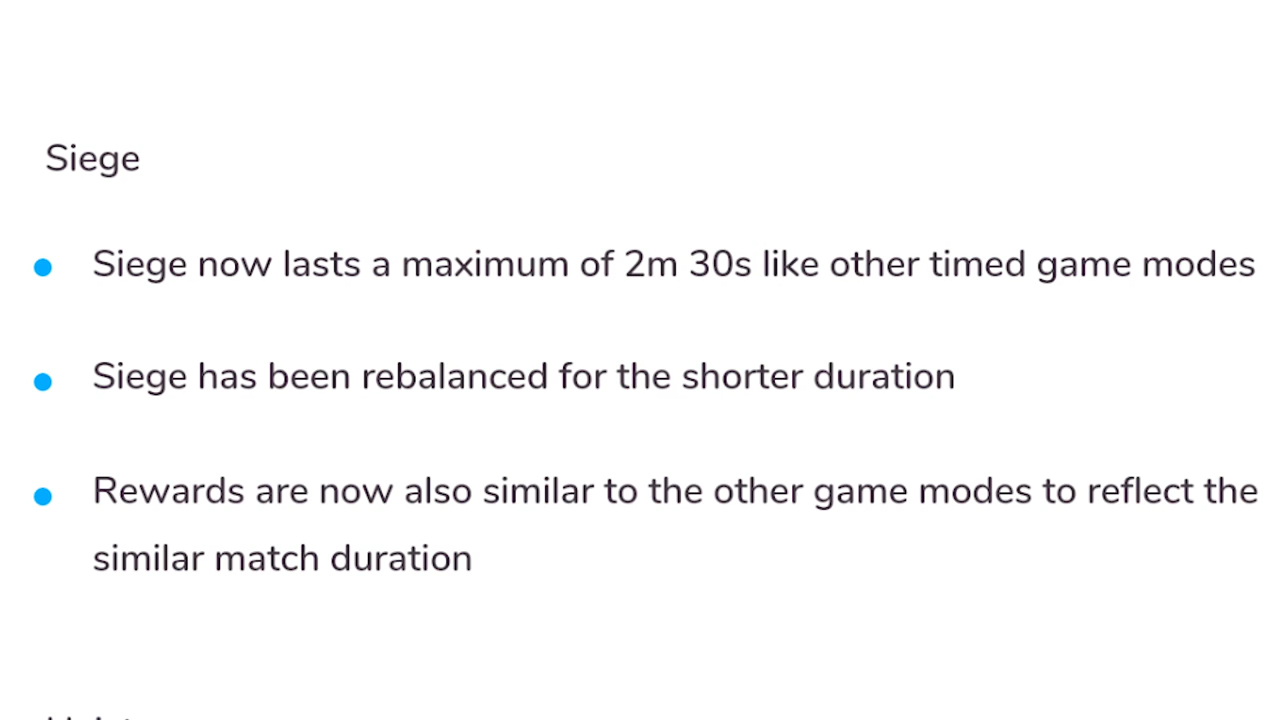 Siege
Siege now lasts a maximum of 2m 30s like other timed game modes
Siege has been rebalanced for the shorter duration
Rewards are now also similar to the other game modes to reflect the
similar match duration